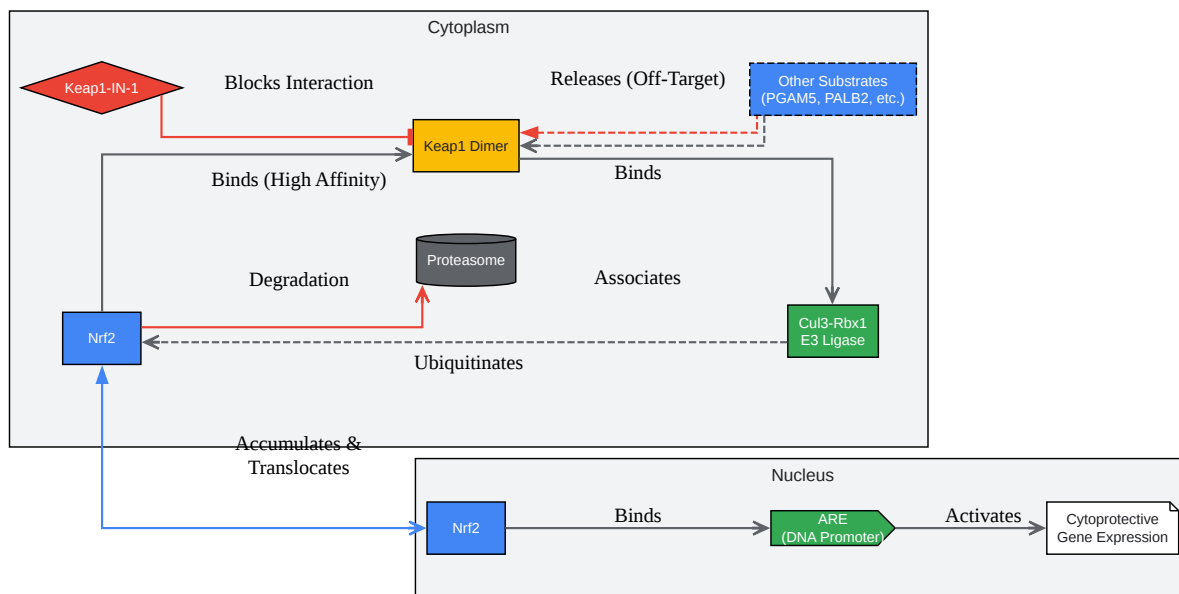 Cytoplasm
Keap1-IN-1
Blocks Interaction
Releases (Off-Target)
Other Substrates
(PGAM5, PALB2, etc.)
Keap1 Dimer
Binds (High Affinity)
Binds
Proteasome
Degradation
Associates
Nrf2
Cul3-Rbx1
E3 Ligase
Ubiquitinates
Accumulates &
Translocates
Nucleus
Nrf2
Binds
ARE
(DNA Promoter)
Activates
Cytoprotective
Gene Expression